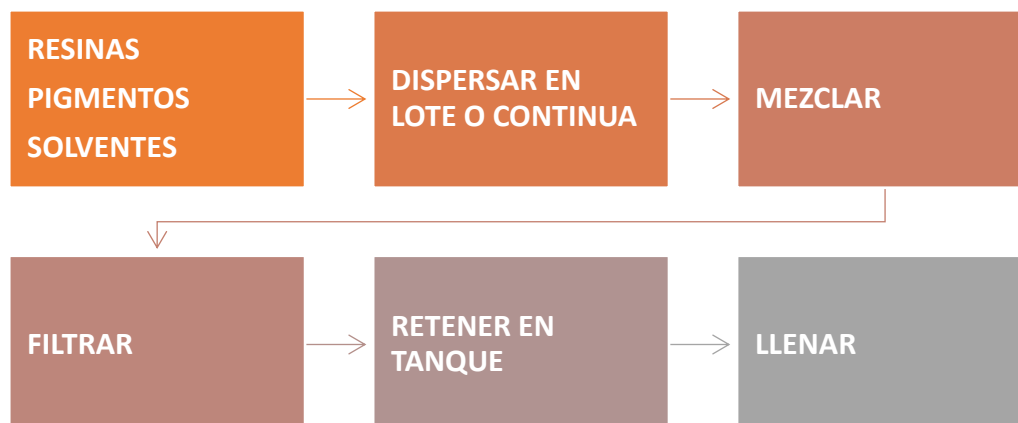 RESINAS
PIGMENTOS
SOLVENTES
DISPERSAR EN
LOTE O CONTINUA
MEZCLAR
FILTRAR
RETENER EN
TANQUE
LLENAR